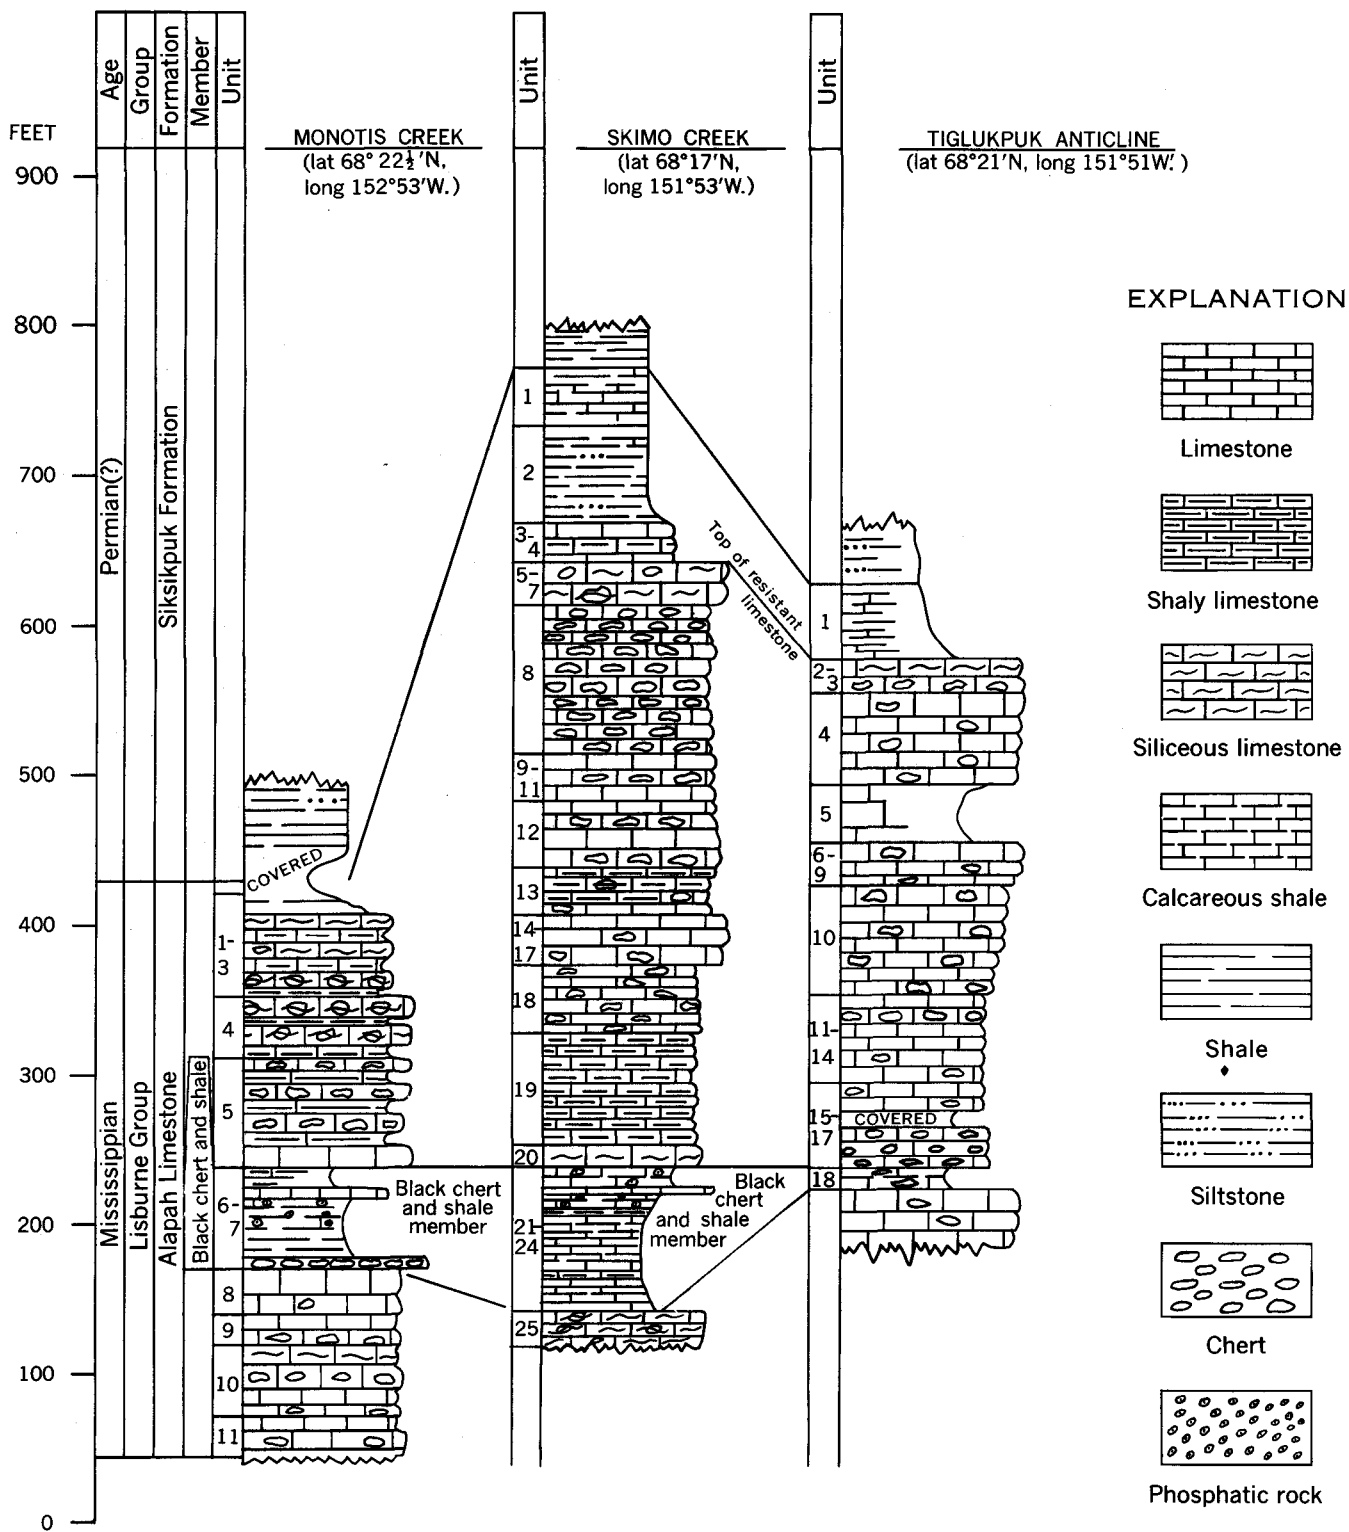 Age
Group
Formation
Member
Unit
Unit
Unit
FEET
900
800
700
600
500
400
300
200
100
0
MONOTIS CREEK
(lat 68° 22½'N,
long 152°53'W.)
SKIMO CREEK
(lat 68°17'N,
long 151°53'W.)
TIGLUKPUK ANTICLINE
(lat 68°21'N, long 151°51W.')
Permian(?)
Siksikpuk Formation
Mississippian
Lisburne Group
Alapah Limestone
Black chert and shale
COVERED
1-
3
4
5
6-
7
8
9
10
11
Black chert
and shale
member
1
2
3-
4
5-
7
8
9-
11
12
13
14-
17
18
19
20
21-
24
25
Top of resistant
limestone
Black
chert
and shale
member
1
2-
3
4
5
6-
9
10
11-
14
15-
17
COVERED
18
EXPLANATION
Limestone
Shaly limestone
Siliceous limestone
Calcareous shale
Shale
Siltstone
Chert
Phosphatic rock